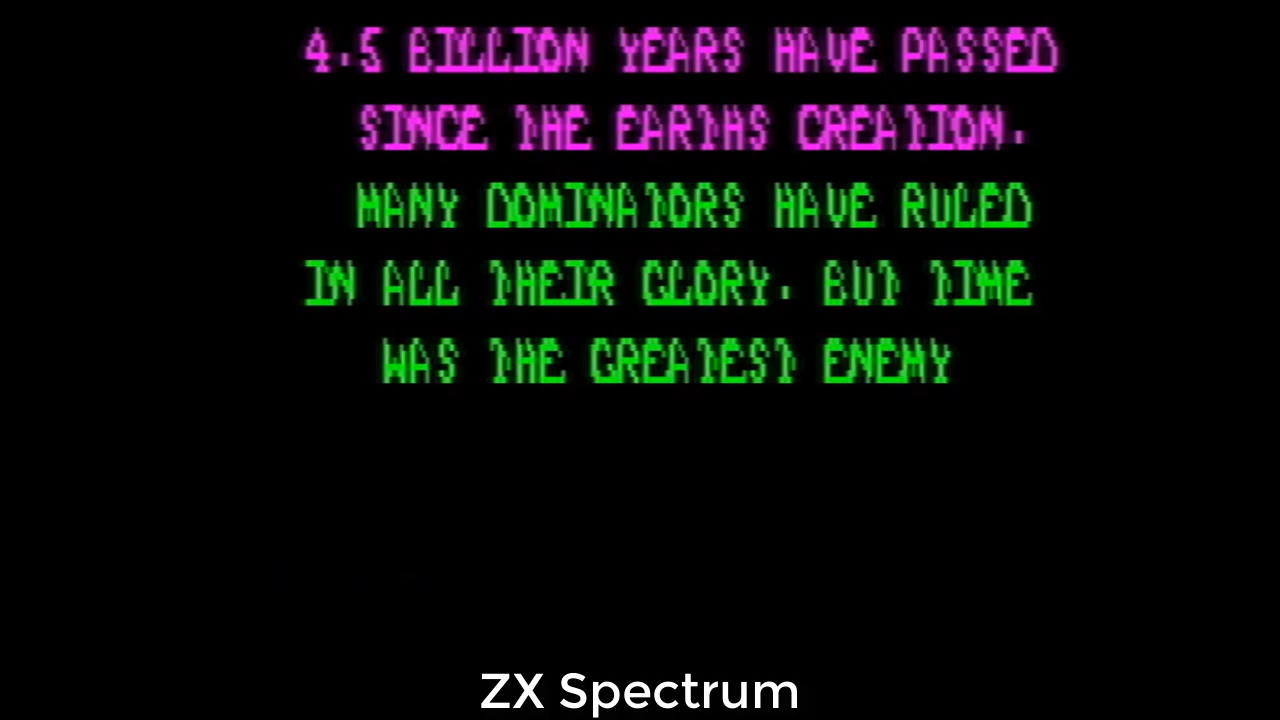 4.5 BILLION YEARS HAVE PASSED
SINCE THE EARTHS CREATION.
MANY DOMINATORS HAVE RULED
IN ALL THEIR GLORY. BUT TIME
WAS THE GREATEST ENEMY
ZX Spectrum